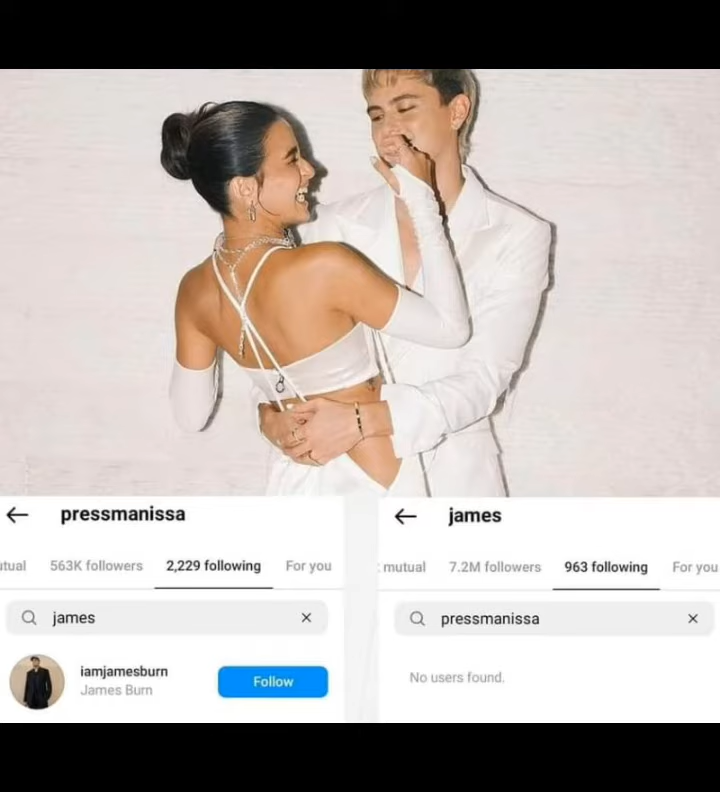 pressmanissa
utual 563K followers 2,229 following For you
james
iamjamesburn
James Burn
Follow
james
mutual 7.2M followers 963 following For you
pressmanissa
No users found.